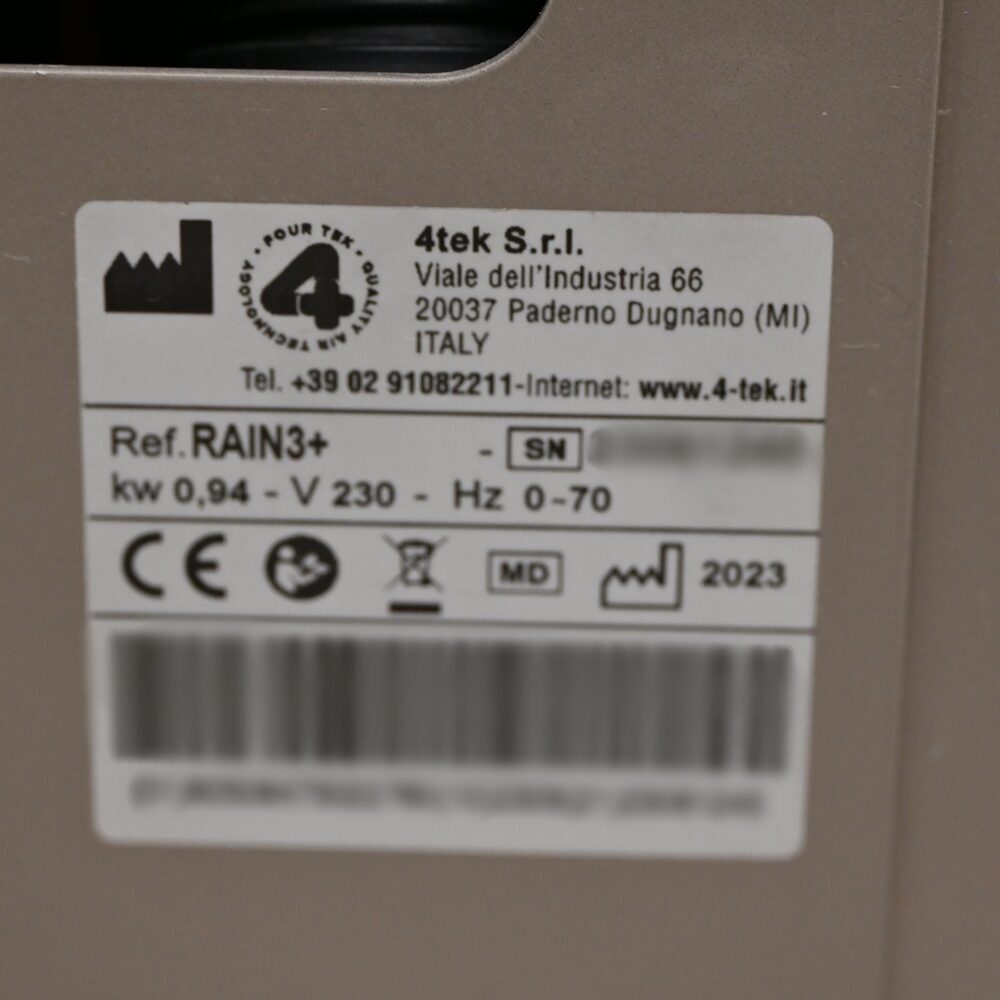 POUR TEK • QUALITY AIR TECHNOLOGY •
4
4tek S.r.l.
Viale dell'Industria 66
20037 Paderno Dugnano (MI)
ITALY
Tel. +39 02 91082211-Internet: www.4-tek.it
Ref. RAIN3+ - SN
kw 0,94 - V 230 - Hz 0-70
CE MD 2023